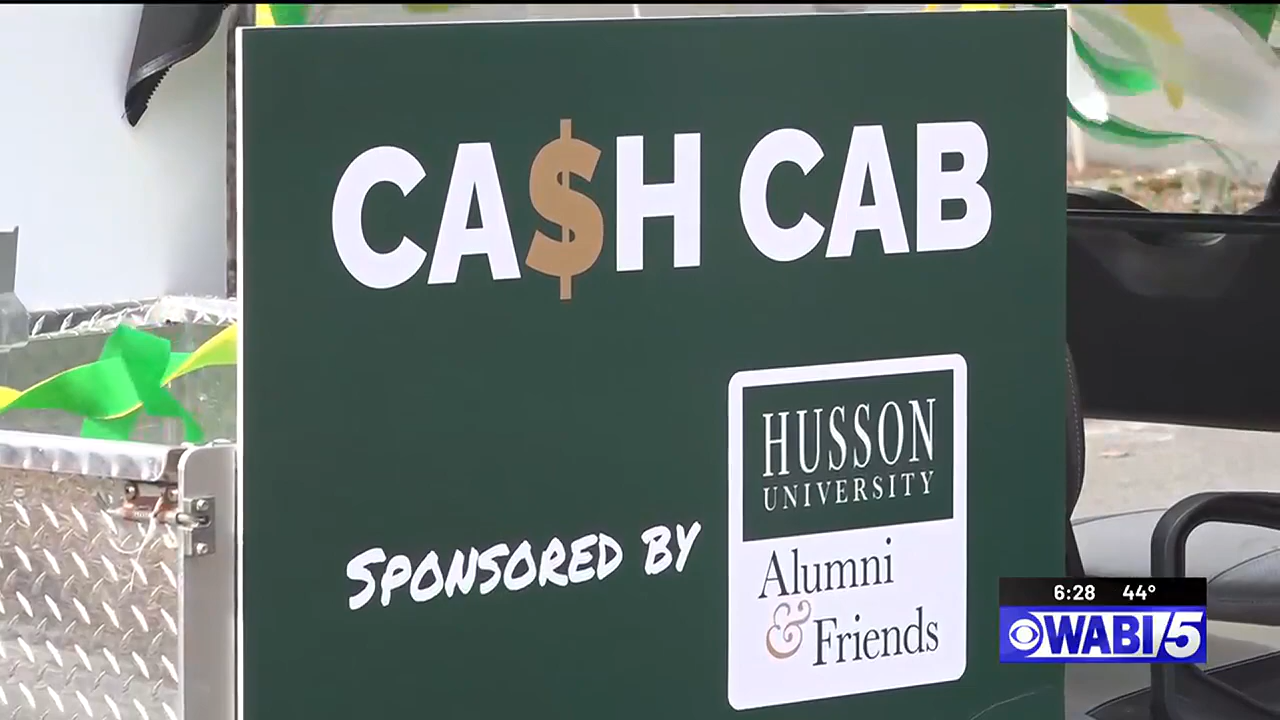 CA$H CAB
SPONSORED BY
HUSSON
UNIVERSITY
Alumni
& Friends
6:28 44°
WABI 5